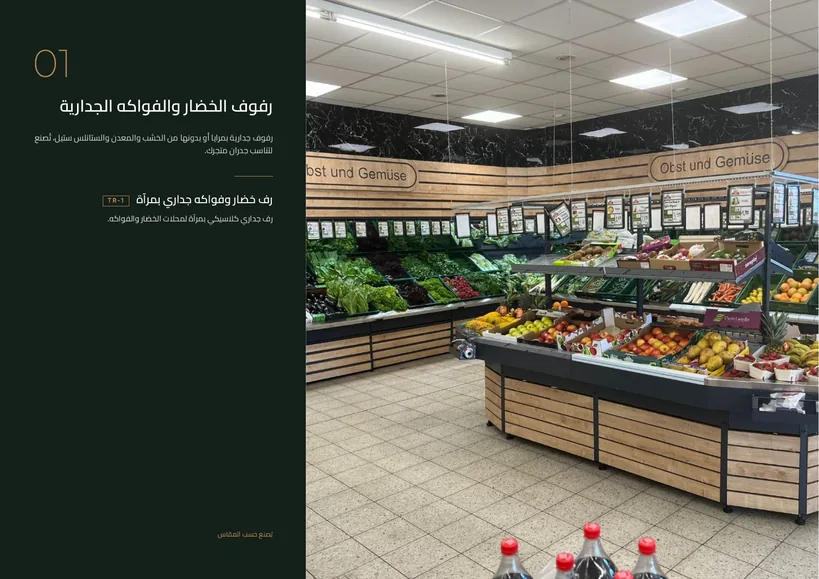 01
رفوف الخضار والفواكه الجدارية
رفوف جدارية بمرايا أو بدونها من الخشب والمعدن والستانلس ستيل، تُصنع
لتناسب جدران متجرك.
رف خضار وفواكه جداري بمرآة TR-1
رف جداري كلاسيكي بمرآة لمحلات الخضار والفواكه.
يُصنع حسب المقاس
bst und Gemüse
Obst und Gemüse